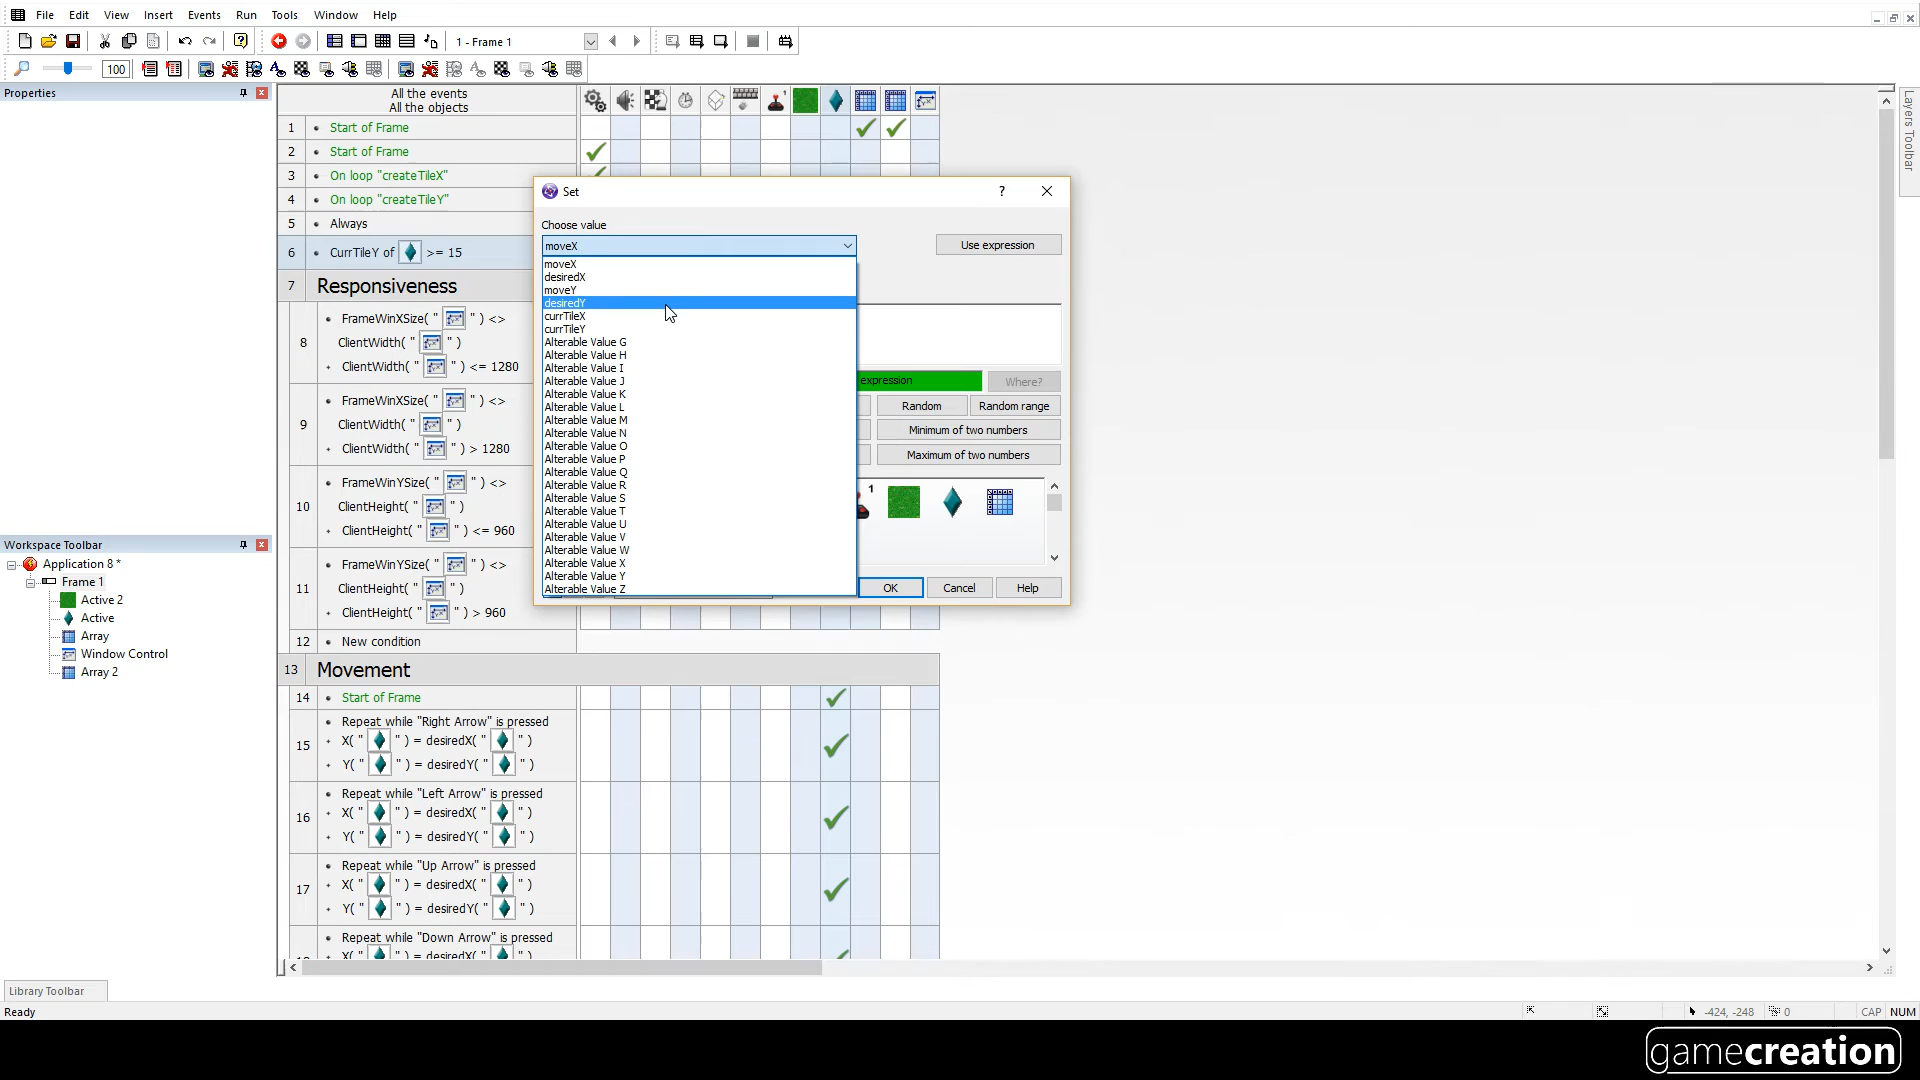 File Edit View Insert Events Run Tools Window Help
1 - Frame 1
100
Properties
All the events
All the objects
1 Start of Frame
2 Start of Frame
3 On loop "createTileX"
4 On loop "createTileY"
5 Always
6 CurrTileY of >= 15
7 Responsiveness
FrameWinXSize( " " ) <>
8 ClientWidth( " " )
ClientWidth( " " ) <= 1280
FrameWinXSize( " " ) <>
9 ClientWidth( " " )
ClientWidth( " " ) > 1280
FrameWinYSize( " " ) <>
10 ClientHeight( " " )
ClientHeight( " " ) <= 960
FrameWinYSize( " " ) <>
11 ClientHeight( " " )
ClientHeight( " " ) > 960
12 New condition
13 Movement
14 Start of Frame
Repeat while "Right Arrow" is pressed
15 X( " " ) = desiredX( " " )
Y( " " ) = desiredY( " " )
Repeat while "Left Arrow" is pressed
16 X( " " ) = desiredX( " " )
Y( " " ) = desiredY( " " )
Repeat while "Up Arrow" is pressed
17 X( " " ) = desiredX( " " )
Y( " " ) = desiredY( " " )
Repeat while "Down Arrow" is pressed
X( " " ) = desiredX( " " )
Set ?
Choose value
moveX
Use expression
moveX
desiredX
moveY
desiredY
currTileX
currTileY
Alterable Value G
Alterable Value H
Alterable Value I
Alterable Value J
Alterable Value K
Alterable Value L
Alterable Value M
Alterable Value N
Alterable Value O
Alterable Value P
Alterable Value Q
Alterable Value R
Alterable Value S
Alterable Value T
Alterable Value U
Alterable Value V
Alterable Value W
Alterable Value X
Alterable Value Y
Alterable Value Z
expression Where?
Random Random range
Minimum of two numbers
Maximum of two numbers
1
OK Cancel Help
Layers Toolbar
Workspace Toolbar
Application 8 *
Frame 1
Active 2
Active
Array
Window Control
Array 2
Library Toolbar
Ready
-424, -248 0 CAP NUM
gamecreation